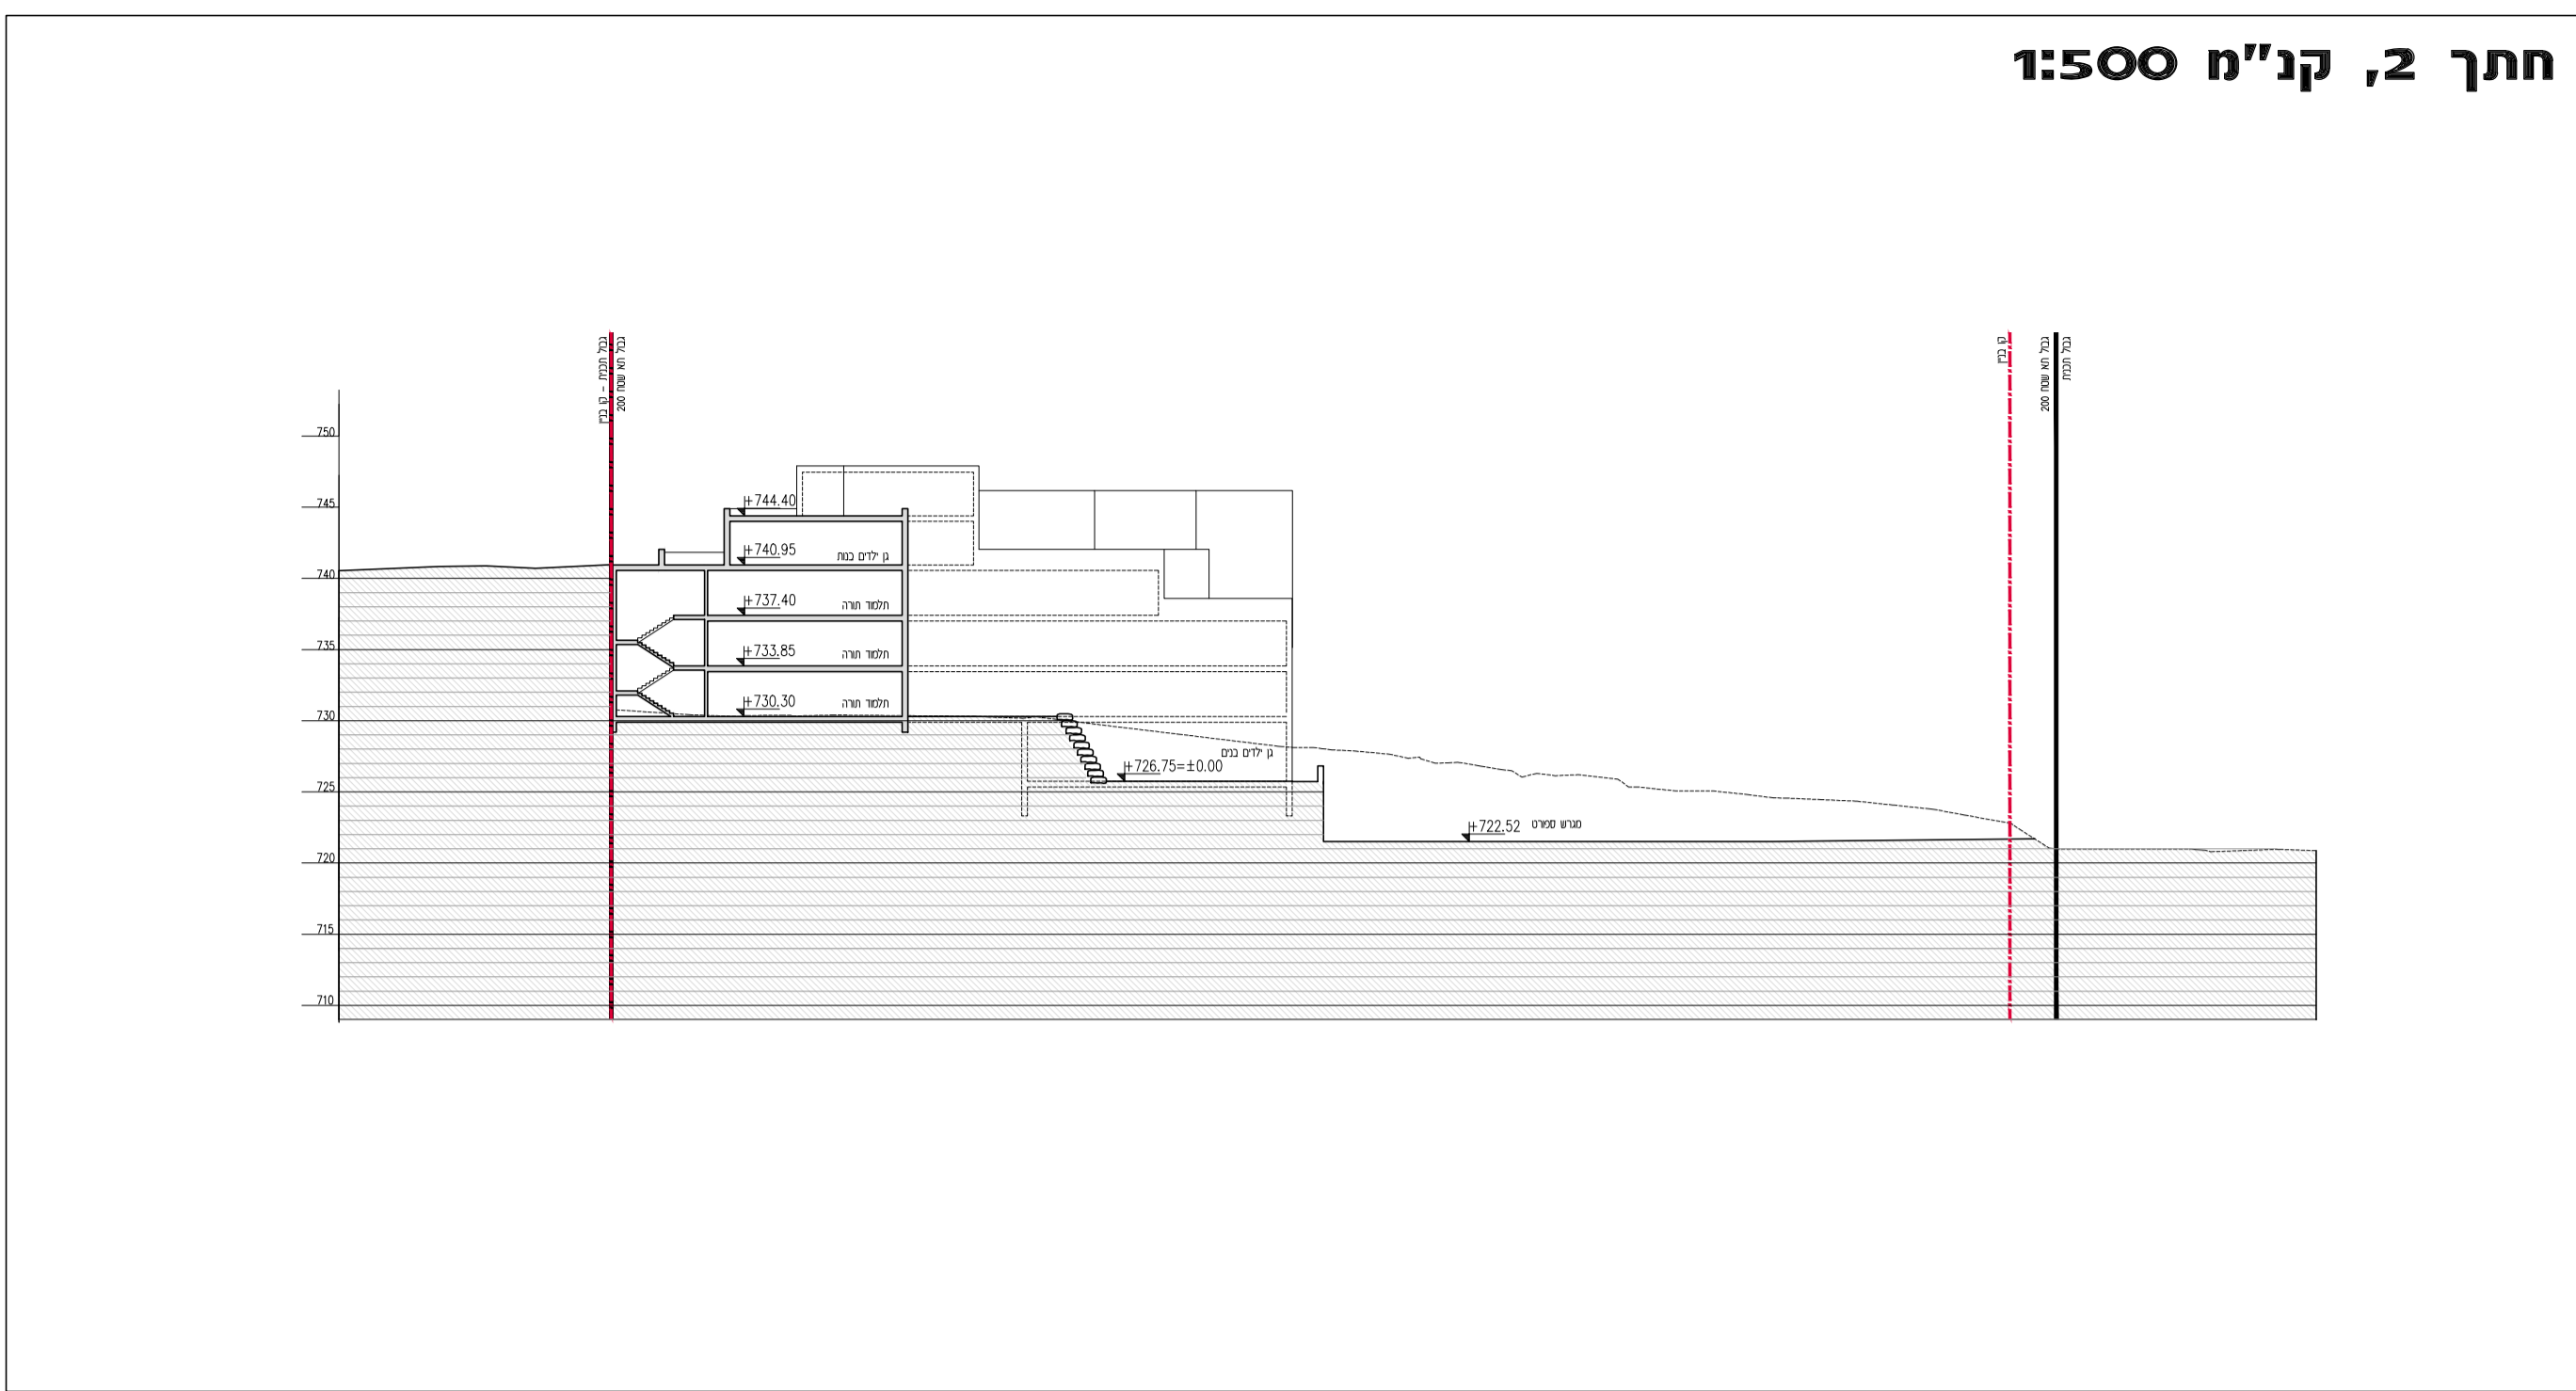 חתך 2, קנ"מ 1:500
גבול תכנית - קו בניין
גבול תא שטח 200
קו בניין
גבול תא שטח 200
גבול תכנית
750
745
740
735
730
725
720
715
710
+744.40
+740.95 גן ילדים בנות
+737.40 תלמוד תורה
+733.85 תלמוד תורה
+730.30 תלמוד תורה
גן ילדים בנים
+726.75=±0.00
+722.52 מגרש ספורט